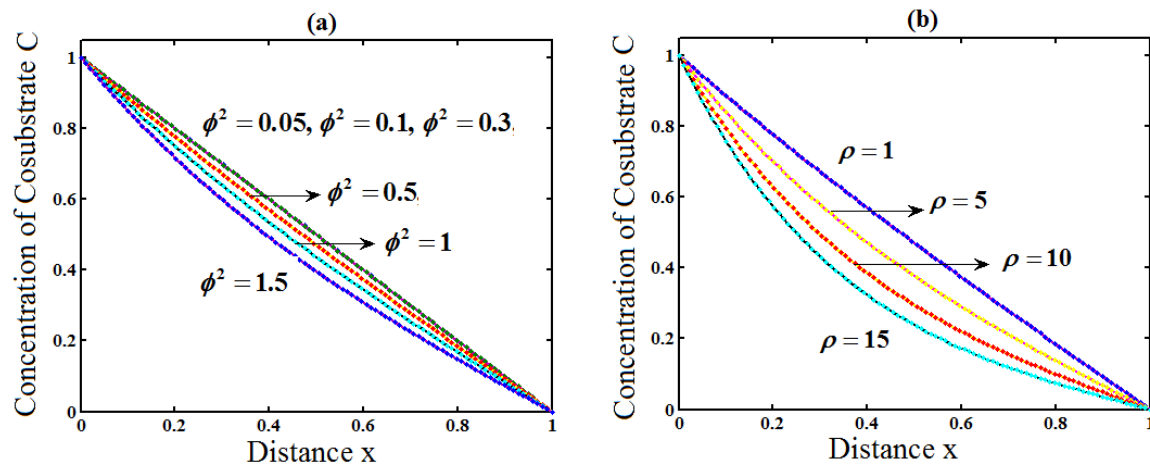 (a)
Concentration of Cosubstrate C
1
0.8
0.6
0.4
0.2
0
0
0.2
0.4
0.6
0.8
1
Distance x
ϕ² = 0.05, ϕ² = 0.1, ϕ² = 0.3,
ϕ² = 0.5,
ϕ² = 1
ϕ² = 1.5
(b)
Concentration of Cosubstrate C
1
0.8
0.6
0.4
0.2
0
0
0.2
0.4
0.6
0.8
1
Distance x
ρ = 1
ρ = 5
ρ = 10
ρ = 15